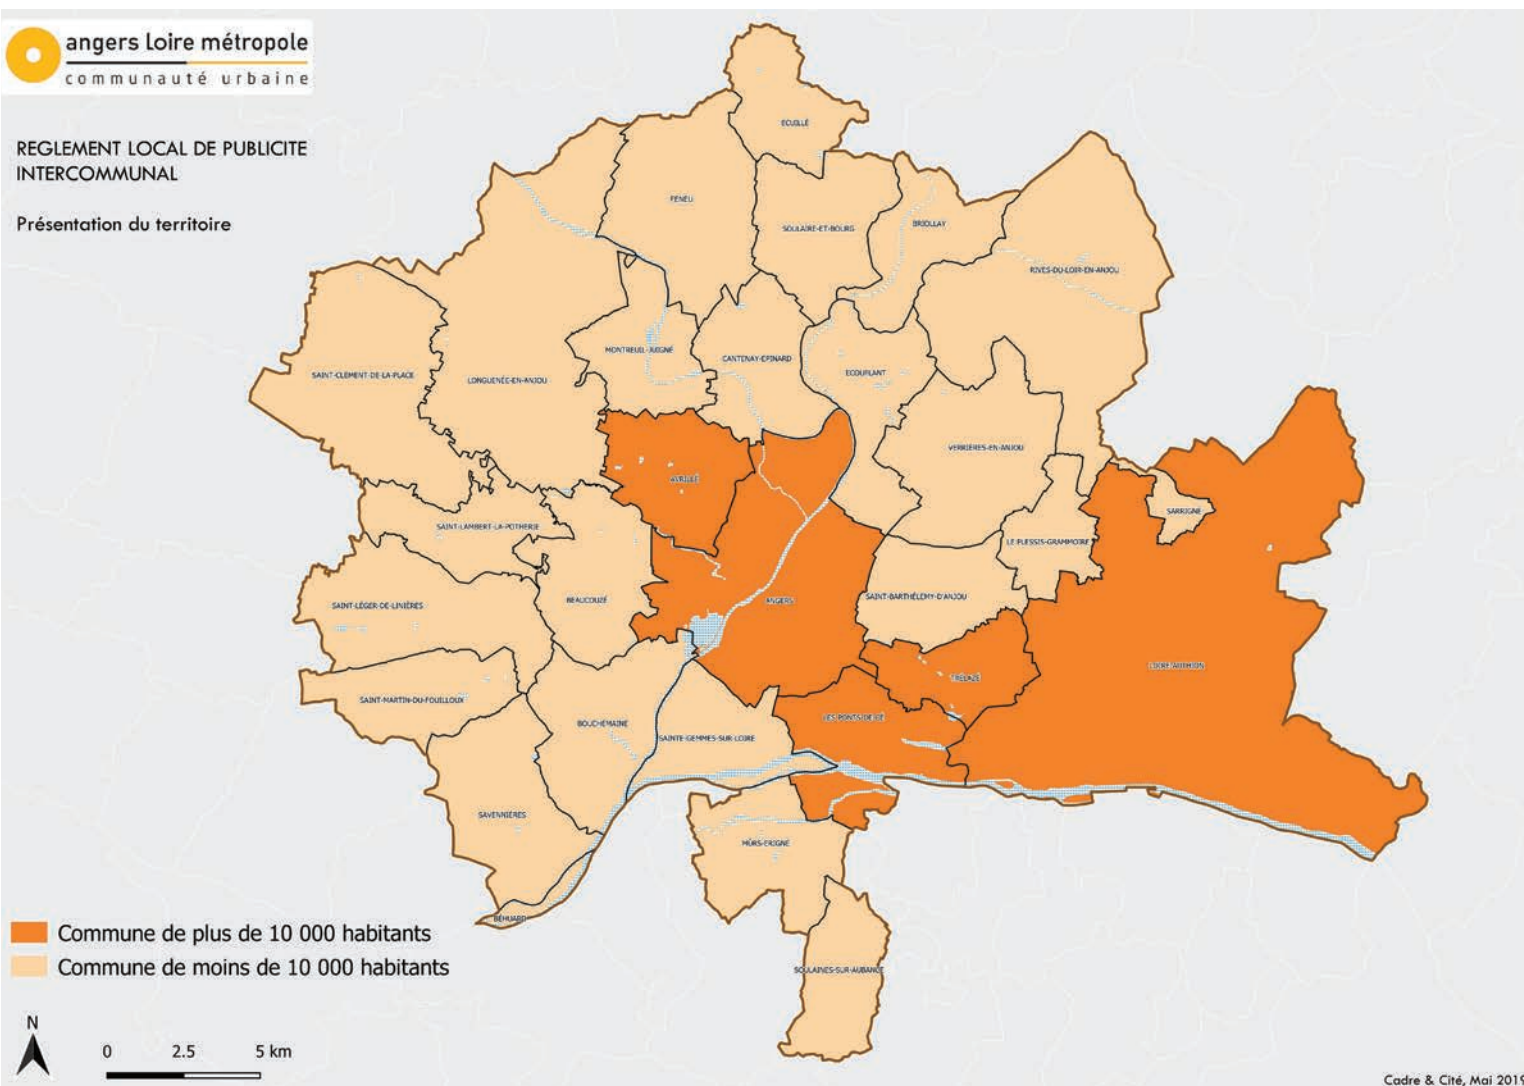 angers Loire métropole
communauté urbaine
REGLEMENT LOCAL DE PUBLICITE
INTERCOMMUNAL
Présentation du territoire
ECUILLÉ
FENEU
SOULAIRE-ET-BOURG
BRIOLLAY
RIVES-DU-LOIR-EN-ANJOU
SAINT-CLÉMENT-DE-LA-PLACE
LONGUENÉE-EN-ANJOU
MONTREUIL-JUIGNÉ
CANTENAY-EPINARD
ECOUFLANT
VERRIÈRES-EN-ANJOU
AVRILLÉ
SARRIGNÉ
SAINT-LAMBERT-LA-POTHERIE
LE PLESSIS-GRAMMOIRE
SAINT-LÉGER-DE-LINIÈRES
BEAUCOUZÉ
ANGERS
SAINT-BARTHÉLEMY-D'ANJOU
LOIRE-AUTHION
TRÉLAZÉ
SAINT-MARTIN-DU-FOUILLOUX
BOUCHEMAINE
LES-PONTS-DE-CÉ
SAINTE-GEMMES-SUR-LOIRE
SAVENNIÈRES
MÛRS-ERIGNÉ
BÉHUARD
SOULAINES-SUR-AUBANCE
Commune de plus de 10 000 habitants
Commune de moins de 10 000 habitants
N
0 2.5 5 km
Cadre & Cité, Mai 2019